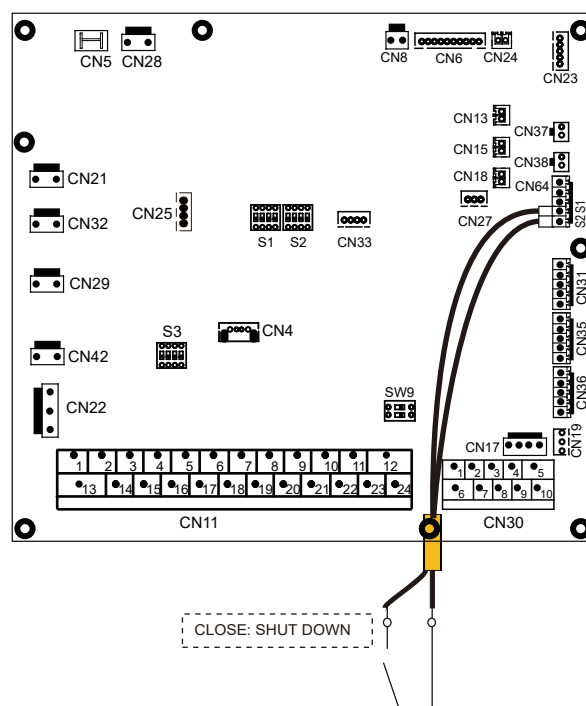 CN5
CN28
CN8
CN6
CN24
CN23
CN13
CN37
CN15
CN38
CN18
CN64
CN21
CN25
CN32
CN27
S2 S1
S1
S2
CN33
CN31
CN29
CN4
CN35
S3
CN42
CN36
CN22
SW9
CN17
CN19
1 2 3 4 5 6 7 8 9 10 11 12
13 14 15 16 17 18 19 20 21 22 23 24
CN11
1 2 3 4 5
6 7 8 9 10
CN30
CLOSE: SHUT DOWN